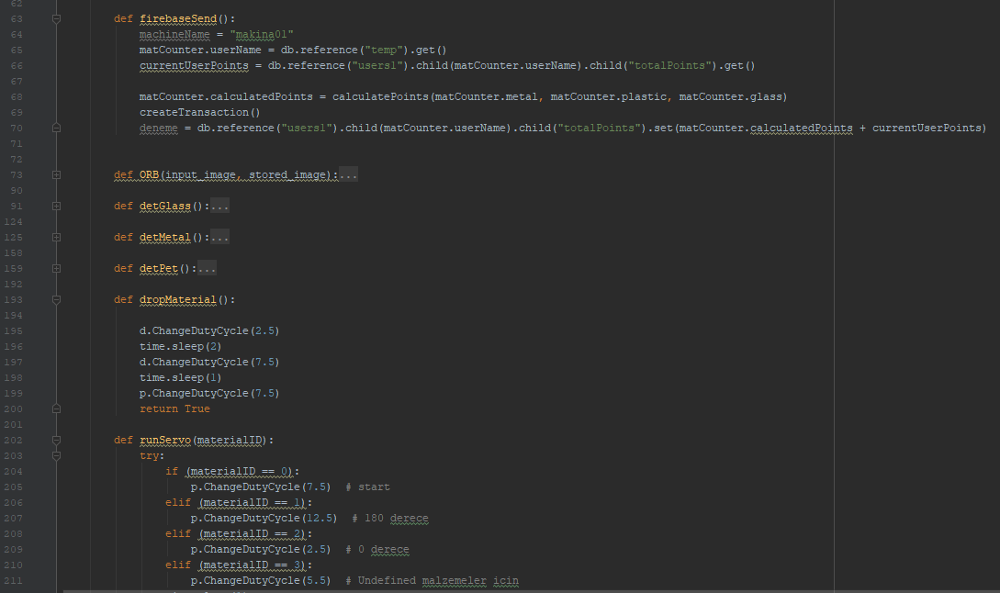 62
63 def firebaseSend():
64 machineName = "makina01"
65 matCounter.userName = db.reference("temp").get()
66 currentUserPoints = db.reference("users1").child(matCounter.userName).child("totalPoints").get()
67
68 matCounter.calculatedPoints = calculatePoints(matCounter.metal, matCounter.plastic, matCounter.glass)
69 createTransaction()
70 deneme = db.reference("users1").child(matCounter.userName).child("totalPoints").set(matCounter.calculatedPoints + currentUserPoints)
71
72
73 def ORB(input_image, stored_image):...
90
91 def detGlass():...
124
125 def detMetal():...
158
159 def detPet():...
192
193 def dropMaterial():
194
195 d.ChangeDutyCycle(2.5)
196 time.sleep(2)
197 d.ChangeDutyCycle(7.5)
198 time.sleep(1)
199 p.ChangeDutyCycle(7.5)
200 return True
201
202 def runServo(materialID):
203 try:
204 if (materialID == 0):
205 p.ChangeDutyCycle(7.5) # start
206 elif (materialID == 1):
207 p.ChangeDutyCycle(12.5) # 180 derece
208 elif (materialID == 2):
209 p.ChangeDutyCycle(2.5) # 0 derece
210 elif (materialID == 3):
211 p.ChangeDutyCycle(5.5) # Undefined malzemeler icin